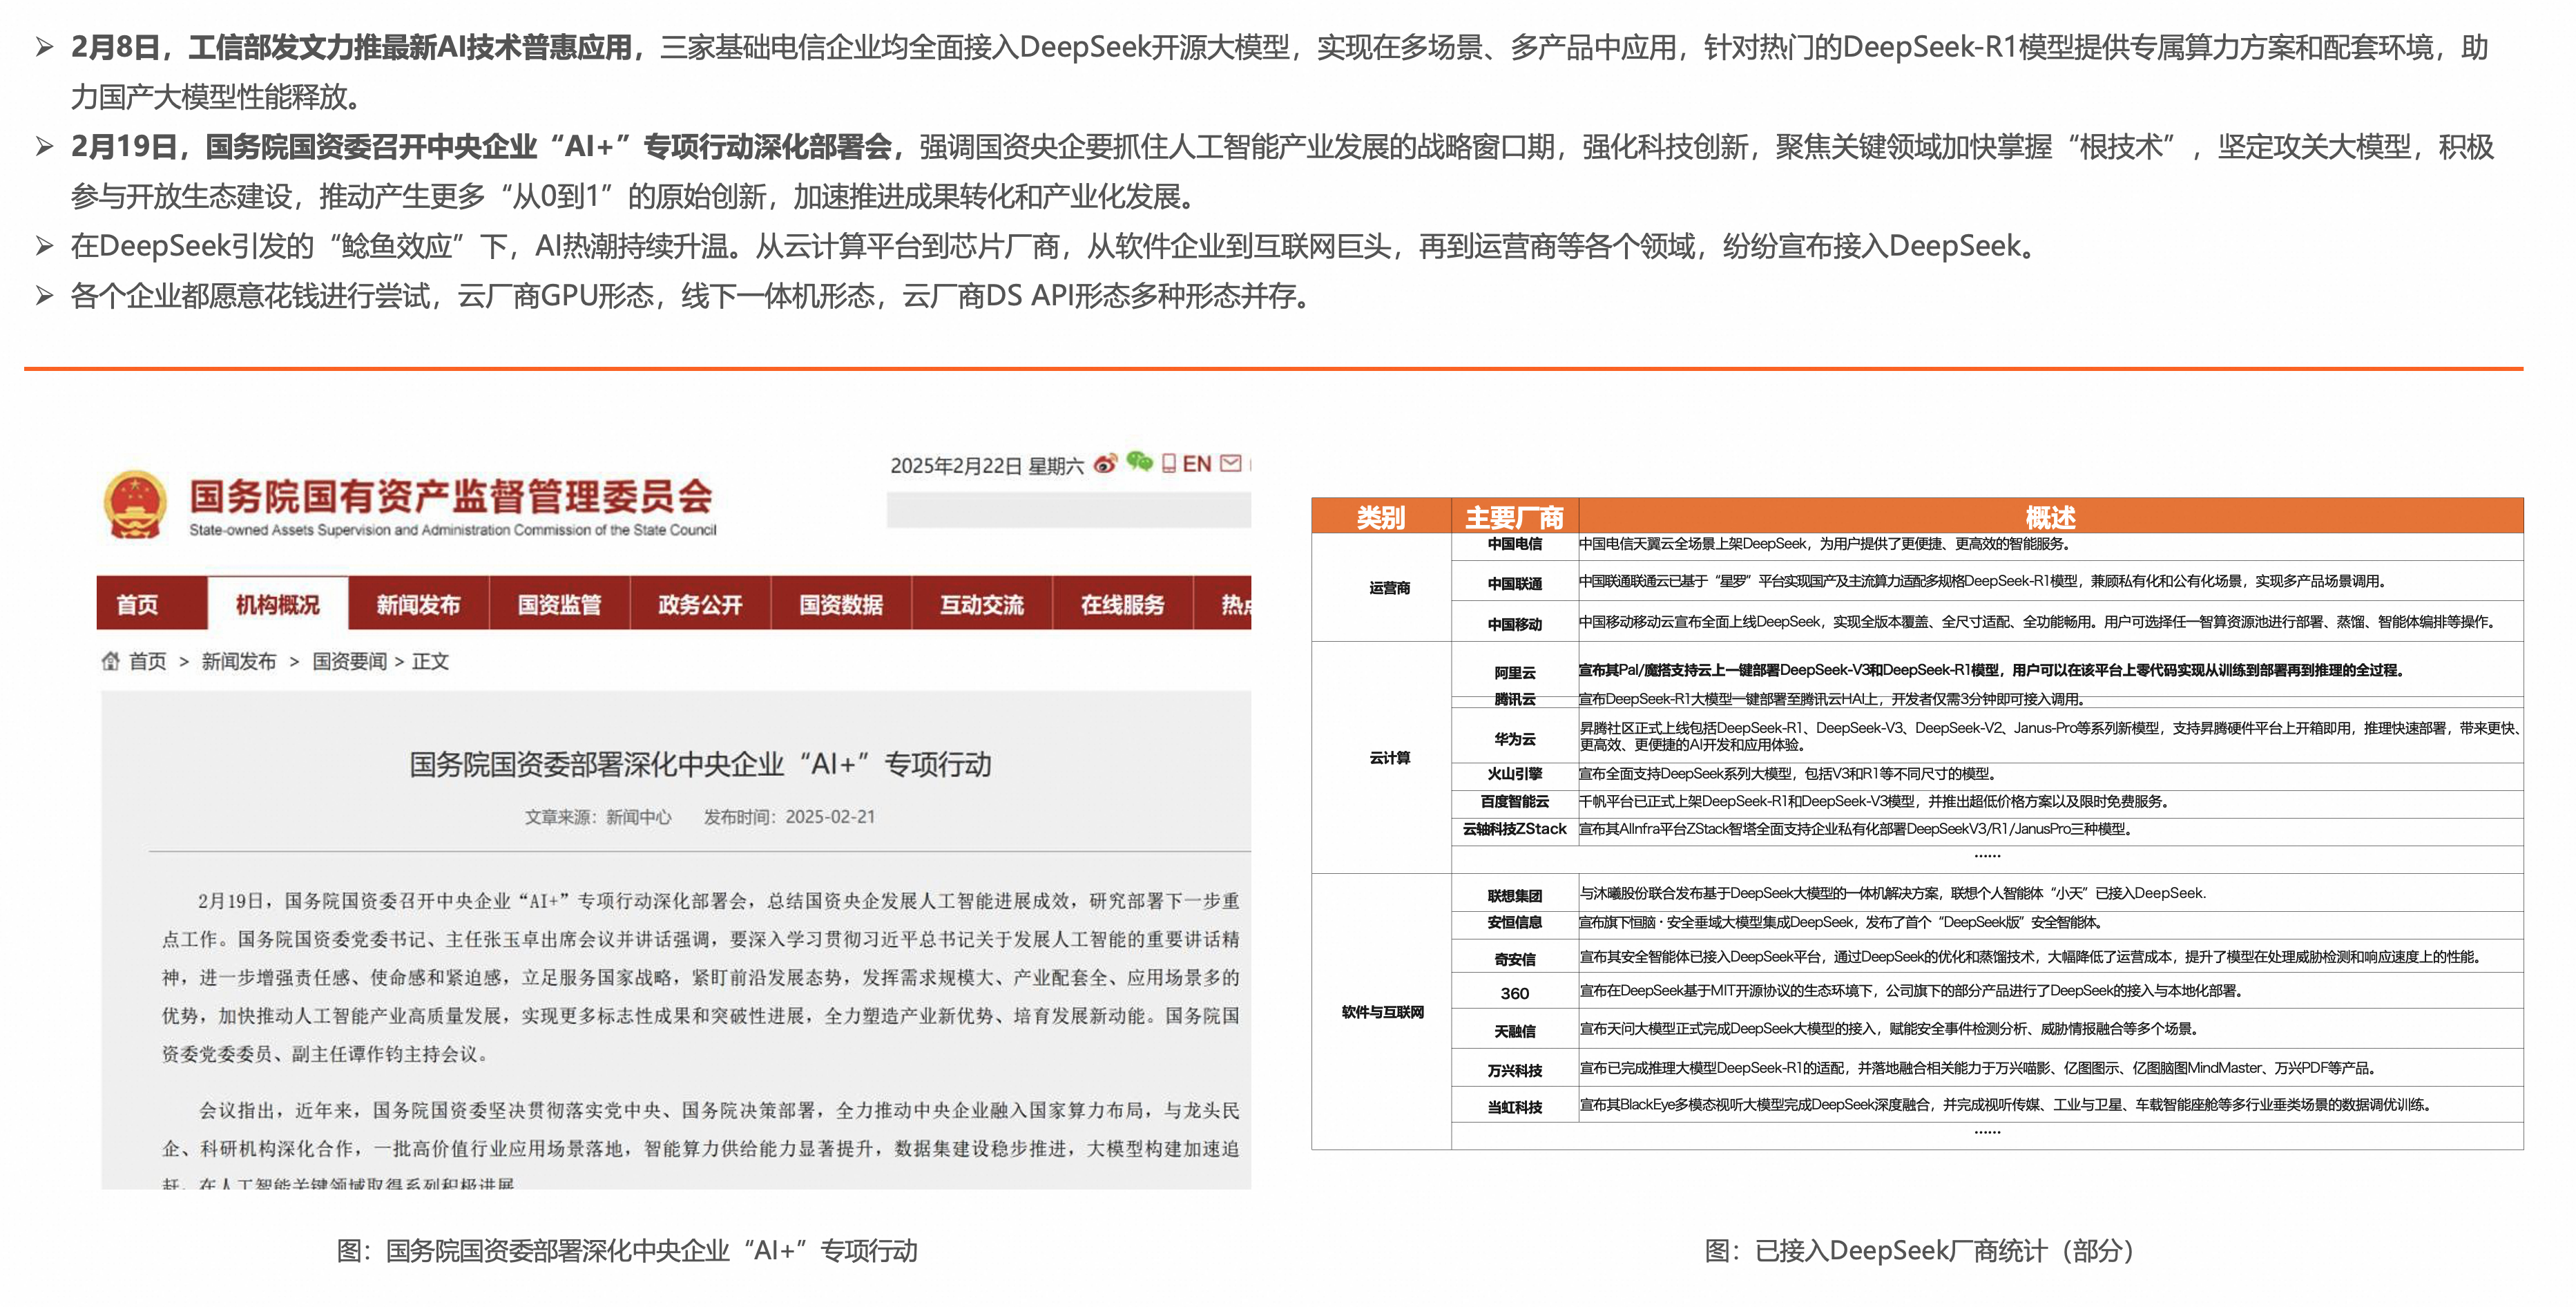 ➢ 2月8日，工信部发文力推最新AI技术普惠应用，三家基础电信企业均全面接入DeepSeek开源大模型，实现在多场景、多产品中应用，针对热门的DeepSeek-R1模型提供专属算力方案和配套环境，助
力国产大模型性能释放。
➢ 2月19日，国务院国资委召开中央企业“AI+”专项行动深化部署会，强调国资央企要抓住人工智能产业发展的战略窗口期，强化科技创新，聚焦关键领域加快掌握“根技术”，坚定攻关大模型，积极
参与开放生态建设，推动产生更多“从0到1”的原始创新，加速推进成果转化和产业化发展。
➢ 在DeepSeek引发的“鲶鱼效应”下，AI热潮持续升温。从云计算平台到芯片厂商，从软件企业到互联网巨头，再到运营商等各个领域，纷纷宣布接入DeepSeek。
➢ 各个企业都愿意花钱进行尝试，云厂商GPU形态，线下一体机形态，云厂商DS API形态多种形态并存。
2025年2月22日 星期六 EN
国务院国有资产监督管理委员会
State-owned Assets Supervision and Administration Commission of the State Council
首页 机构概况 新闻发布 国资监管 政务公开 国资数据 互动交流 在线服务 热点
首页 > 新闻发布 > 国资要闻 > 正文
国务院国资委部署深化中央企业“AI+”专项行动
文章来源：新闻中心 发布时间：2025-02-21
2月19日，国务院国资委召开中央企业“AI+”专项行动深化部署会，总结国资央企发展人工智能进展成效，研究部署下一步重
点工作。国务院国资委党委书记、主任张玉卓出席会议并讲话强调，要深入学习贯彻习近平总书记关于发展人工智能的重要讲话精
神，进一步增强责任感、使命感和紧迫感，立足服务国家战略，紧盯前沿发展态势，发挥需求规模大、产业配套全、应用场景多的
优势，加快推动人工智能产业高质量发展，实现更多标志性成果和突破性进展，全力塑造产业新优势、培育发展新动能。国务院国
资委党委委员、副主任谭作钧主持会议。
会议指出，近年来，国务院国资委坚决贯彻落实党中央、国务院决策部署，全力推动中央企业融入国家算力布局，与龙头民
企、科研机构深化合作，一批高价值行业应用场景落地，智能算力供给能力显著提升，数据集建设稳步推进，大模型构建加速追
赶，在人工智能关键领域取得系列积极进展
图：国务院国资委部署深化中央企业“AI+”专项行动
类别 主要厂商 概述
运营商
中国电信 中国电信天翼云全场景上架DeepSeek，为用户提供了更便捷、更高效的智能服务。
中国联通 中国联通联通云已基于“星罗”平台实现国产及主流算力适配多规格DeepSeek-R1模型，兼顾私有化和公有化场景，实现多产品场景调用。
中国移动 中国移动移动云宣布全面上线DeepSeek，实现全版本覆盖、全尺寸适配、全功能畅用。用户可选择任一智算资源池进行部署、蒸馏、智能体编排等操作。
云计算
阿里云 宣布其Pal/魔搭支持云上一键部署DeepSeek-V3和DeepSeek-R1模型，用户可以在该平台上零代码实现从训练到部署再到推理的全过程。
腾讯云 宣布DeepSeek-R1大模型一键部署至腾讯云HAI上，开发者仅需3分钟即可接入调用。
华为云 昇腾社区正式上线包括DeepSeek-R1、DeepSeek-V3、DeepSeek-V2、Janus-Pro等系列新模型，支持昇腾硬件平台上开箱即用，推理快速部署，带来更快、
更高效、更便捷的AI开发和应用体验。
火山引擎 宣布全面支持DeepSeek系列大模型，包括V3和R1等不同尺寸的模型。
百度智能云 千帆平台已正式上架DeepSeek-R1和DeepSeek-V3模型，并推出超低价格方案以及限时免费服务。
云轴科技ZStack 宣布其AIInfra平台ZStack智塔全面支持企业私有化部署DeepSeekV3/R1/JanusPro三种模型。
……
软件与互联网
联想集团 与沐曦股份联合发布基于DeepSeek大模型的一体机解决方案，联想个人智能体“小天”已接入DeepSeek.
安恒信息 宣布旗下恒脑·安全垂域大模型集成DeepSeek，发布了首个“DeepSeek版”安全智能体。
奇安信 宣布其安全智能体已接入DeepSeek平台，通过DeepSeek的优化和蒸馏技术，大幅降低了运营成本，提升了模型在处理威胁检测和响应速度上的性能。
360 宣布在DeepSeek基于MIT开源协议的生态环境下，公司旗下的部分产品进行了DeepSeek的接入与本地化部署。
天融信 宣布天问大模型正式完成DeepSeek大模型的接入，赋能安全事件检测分析、威胁情报融合等多个场景。
万兴科技 宣布已完成推理大模型DeepSeek-R1的适配，并落地融合相关能力于万兴喵影、亿图图示、亿图脑图MindMaster、万兴PDF等产品。
当虹科技 宣布其BlackEye多模态视听大模型完成DeepSeek深度融合，并完成视听传媒、工业与卫星、车载智能座舱等多行业垂类场景的数据调优训练。
……
图：已接入DeepSeek厂商统计（部分）